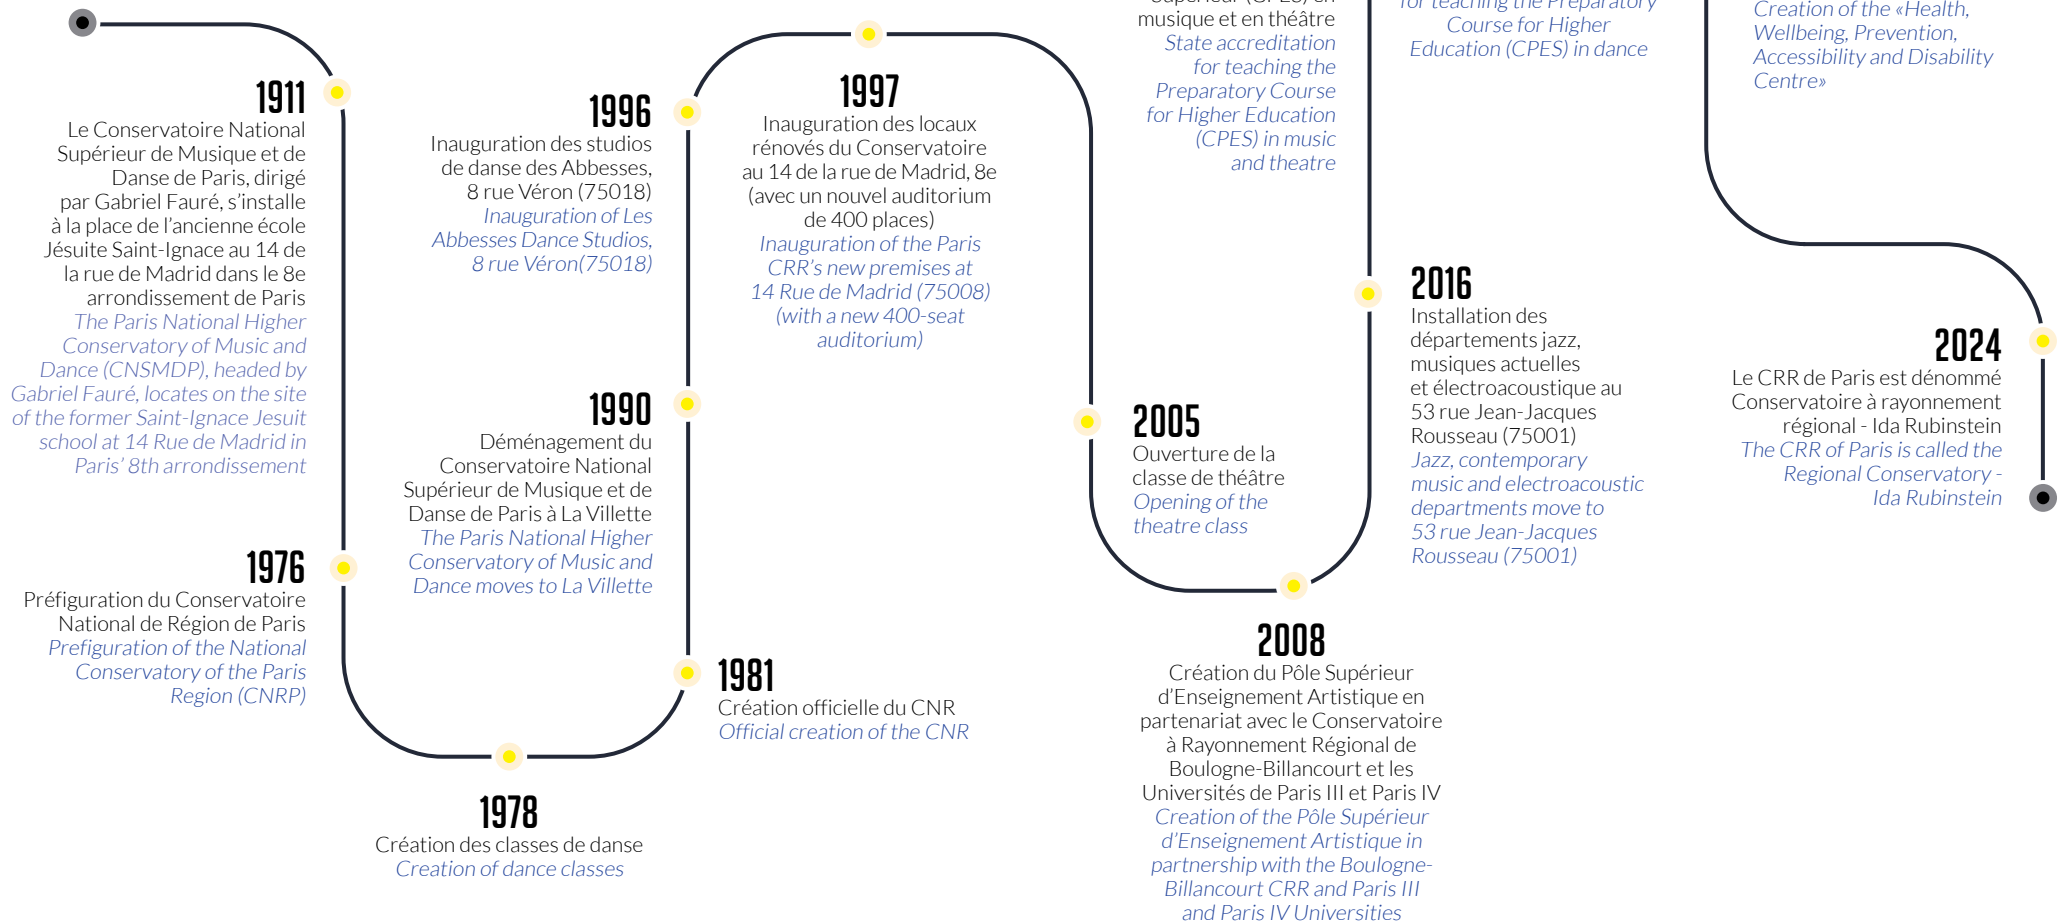 1911
Le Conservatoire National
Supérieur de Musique et de
Danse de Paris, dirigé
par Gabriel Fauré, s’installe
à la place de l’ancienne école
Jésuite Saint-Ignace au 14 de
la rue de Madrid dans le 8e
arrondissement de Paris
The Paris National Higher
Conservatory of Music and
Dance (CNSMDP), headed by
Gabriel Fauré, locates on the site
of the former Saint-Ignace Jesuit
school at 14 Rue de Madrid in
Paris’ 8th arrondissement
1976
Préfiguration du Conservatoire
National de Région de Paris
Prefiguration of the National
Conservatory of the Paris
Region (CNRP)
1978
Création des classes de danse
Creation of dance classes
1981
Création officielle du CNR
Official creation of the CNR
1990
Déménagement du
Conservatoire National
Supérieur de Musique et de
Danse de Paris à La Villette
The Paris National Higher
Conservatory of Music and
Dance moves to La Villette
1996
Inauguration des studios
de danse des Abbesses,
8 rue Véron (75018)
Inauguration of Les
Abbesses Dance Studios,
8 rue Véron(75018)
1997
Inauguration des locaux
rénovés du Conservatoire
au 14 de la rue de Madrid, 8e
(avec un nouvel auditorium
de 400 places)
Inauguration of the Paris
CRR’s new premises at
14 Rue de Madrid (75008)
(with a new 400-seat
auditorium)
2005
Ouverture de la
classe de théâtre
Opening of the
theatre class
2008
Création du Pôle Supérieur
d’Enseignement Artistique en
partenariat avec le Conservatoire
à Rayonnement Régional de
Boulogne-Billancourt et les
Universités de Paris III et Paris IV
Creation of the Pôle Supérieur
d’Enseignement Artistique in
partnership with the Boulogne-
Billancourt CRR and Paris III
and Paris IV Universities
2016
Installation des
départements jazz,
musiques actuelles
et électroacoustique au
53 rue Jean-Jacques
Rousseau (75001)
Jazz, contemporary
music and electroacoustic
departments move to
53 rue Jean-Jacques
Rousseau (75001)
Supérieur (CPES) en
musique et en théâtre
State accreditation
for teaching the
Preparatory Course
for Higher Education
(CPES) in music
and theatre
for teaching the Preparatory
Course for Higher
Education (CPES) in dance
Creation of the «Health,
Wellbeing, Prevention,
Accessibility and Disability
Centre»
2024
Le CRR de Paris est dénommé
Conservatoire à rayonnement
régional - Ida Rubinstein
The CRR of Paris is called the
Regional Conservatory -
Ida Rubinstein